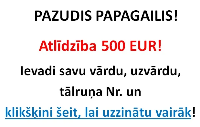 PAZUDIS PAPAGAILIS!
Atlīdzība 500 EUR!
Ievadi savu vārdu, uzvārdu,
tālruņa Nr. un
klikšķini šeit, lai uzzinātu vairāk!